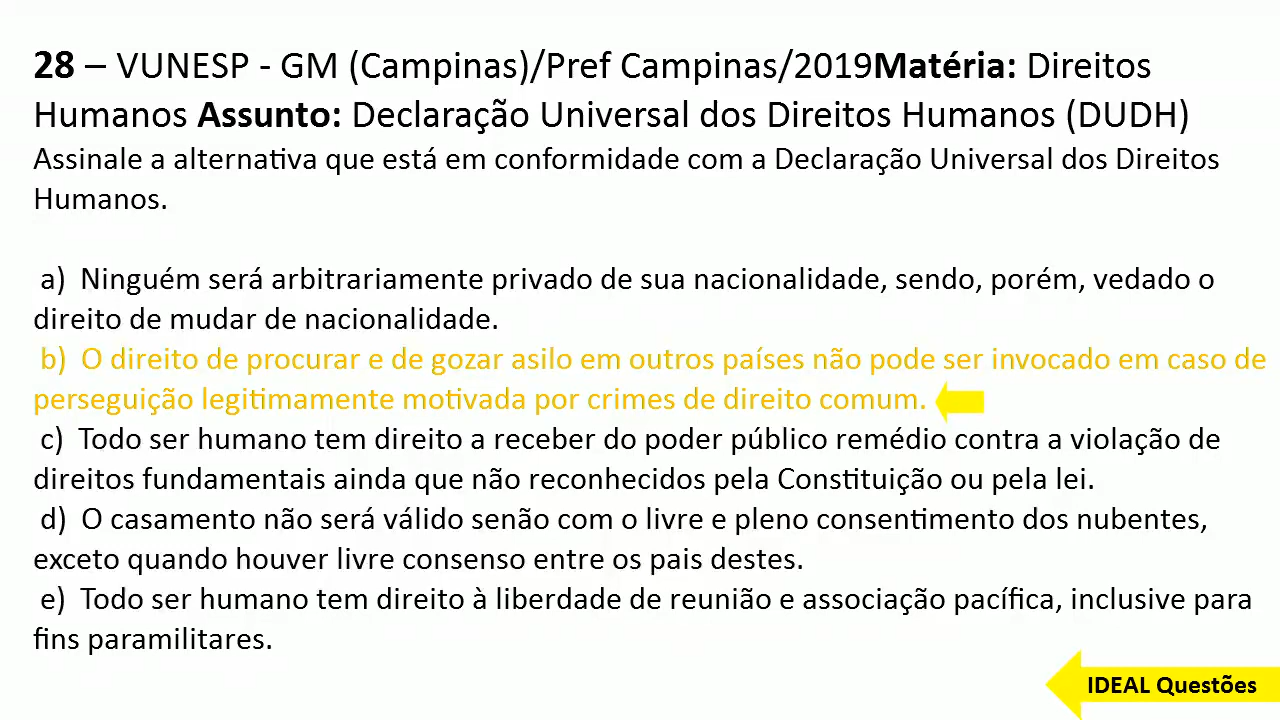 28 – VUNESP - GM (Campinas)/Pref Campinas/2019Matéria: Direitos
Humanos Assunto: Declaração Universal dos Direitos Humanos (DUDH)
Assinale a alternativa que está em conformidade com a Declaração Universal dos Direitos
Humanos.
a) Ninguém será arbitrariamente privado de sua nacionalidade, sendo, porém, vedado o
direito de mudar de nacionalidade.
b) O direito de procurar e de gozar asilo em outros países não pode ser invocado em caso de
perseguição legitimamente motivada por crimes de direito comum.
c) Todo ser humano tem direito a receber do poder público remédio contra a violação de
direitos fundamentais ainda que não reconhecidos pela Constituição ou pela lei.
d) O casamento não será válido senão com o livre e pleno consentimento dos nubentes,
exceto quando houver livre consenso entre os pais destes.
e) Todo ser humano tem direito à liberdade de reunião e associação pacífica, inclusive para
fins paramilitares.
IDEAL Questões